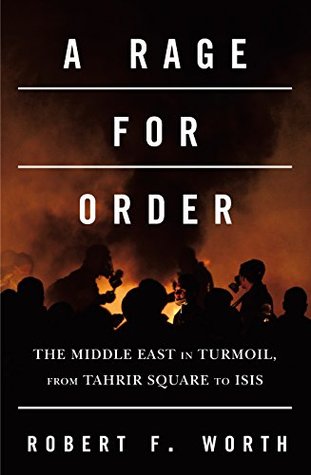 A RAGE
FOR
ORDER
THE MIDDLE EAST IN TURMOIL,
FROM TAHRIR SQUARE TO ISIS
ROBERT F. WORTH